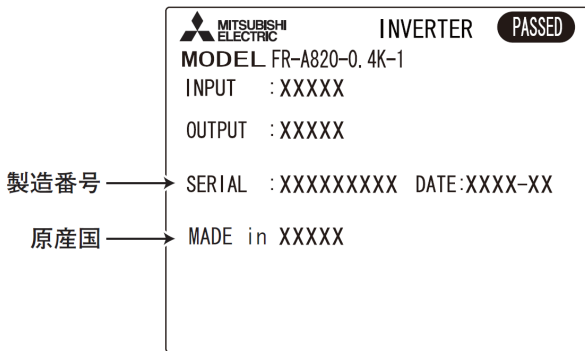 MITSUBISHI ELECTRIC INVERTER PASSED
MODEL FR-A820-0.4K-1
INPUT :XXXXX
OUTPUT :XXXXX
製造番号 SERIAL :XXXXXXXXX DATE:XXXX-XX
原産国 MADE in XXXXX